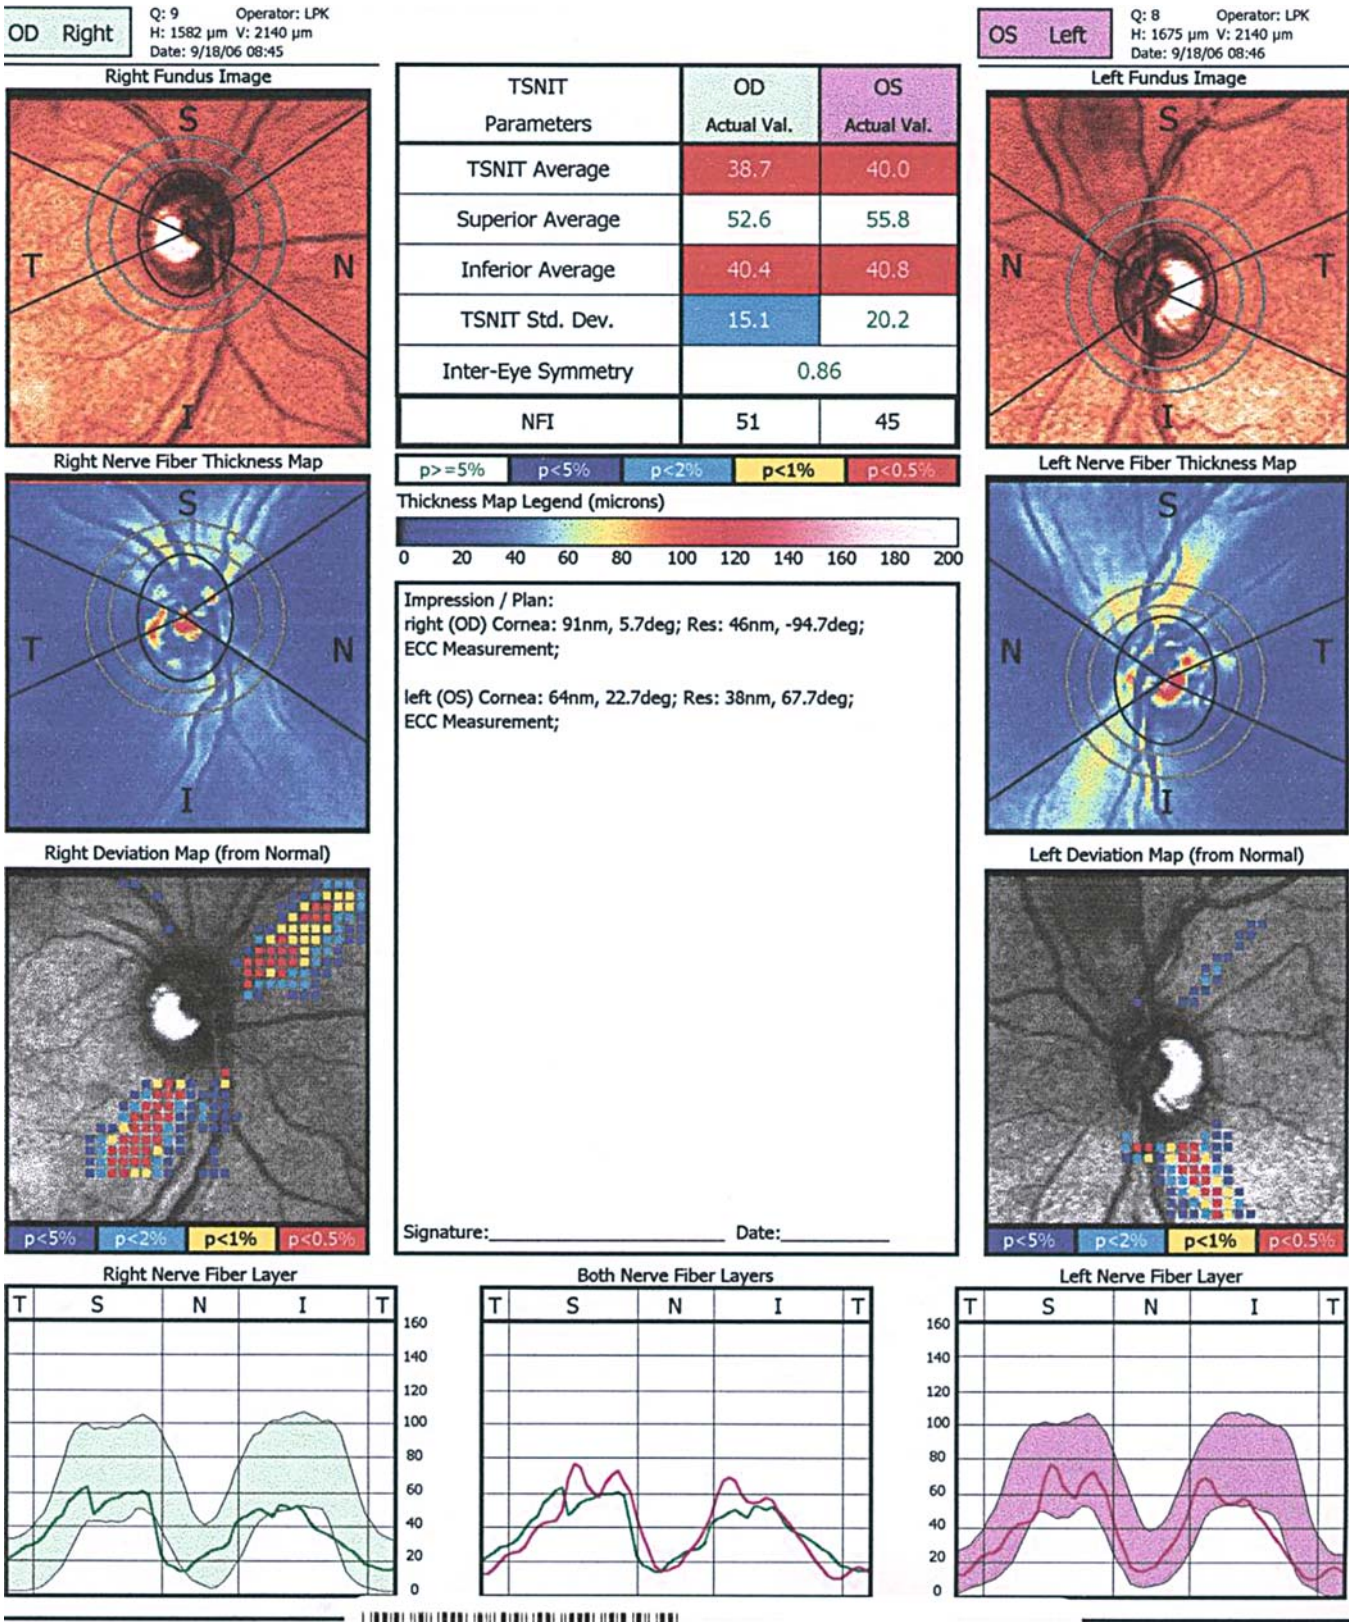 OD Right
Q: 9 Operator: LPK
H: 1582 µm V: 2140 µm
Date: 9/18/06 08:45
OS Left
Q: 8 Operator: LPK
H: 1675 µm V: 2140 µm
Date: 9/18/06 08:46
Right Fundus Image
S
T
N
I
TSNIT Parameters OD Actual Val. OS Actual Val.
TSNIT Average 38.7 40.0
Superior Average 52.6 55.8
Inferior Average 40.4 40.8
TSNIT Std. Dev. 15.1 20.2
Inter-Eye Symmetry 0.86
NFI 51 45
p>=5% p<5% p<2% p<1% p<0.5%
Thickness Map Legend (microns)
0 20 40 60 80 100 120 140 160 180 200
Left Fundus Image
S
N
T
I
Right Nerve Fiber Thickness Map
S
T
N
I
Impression / Plan:
right (OD) Cornea: 91nm, 5.7deg; Res: 46nm, -94.7deg;
ECC Measurement;
left (OS) Cornea: 64nm, 22.7deg; Res: 38nm, 67.7deg;
ECC Measurement;
Signature: Date:
Left Nerve Fiber Thickness Map
S
N
T
I
Right Deviation Map (from Normal)
p<5% p<2% p<1% p<0.5%
Left Deviation Map (from Normal)
p<5% p<2% p<1% p<0.5%
Right Nerve Fiber Layer
T S N I T
160
140
120
100
80
60
40
20
0
Both Nerve Fiber Layers
T S N I T
Left Nerve Fiber Layer
T S N I T
160
140
120
100
80
60
40
20
0